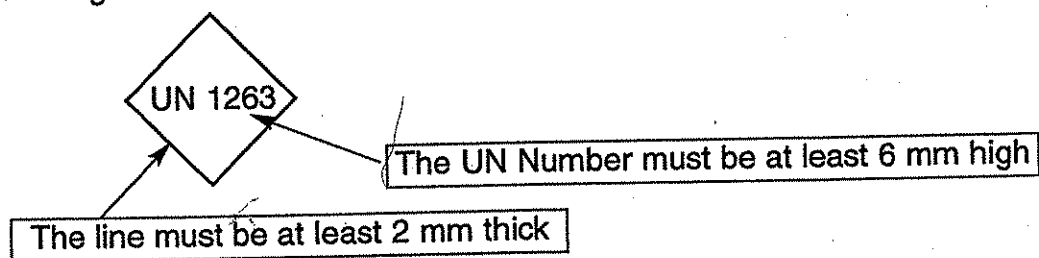 UN 1263
The UN Number must be at least 6 mm high
The line must be at least 2 mm thick